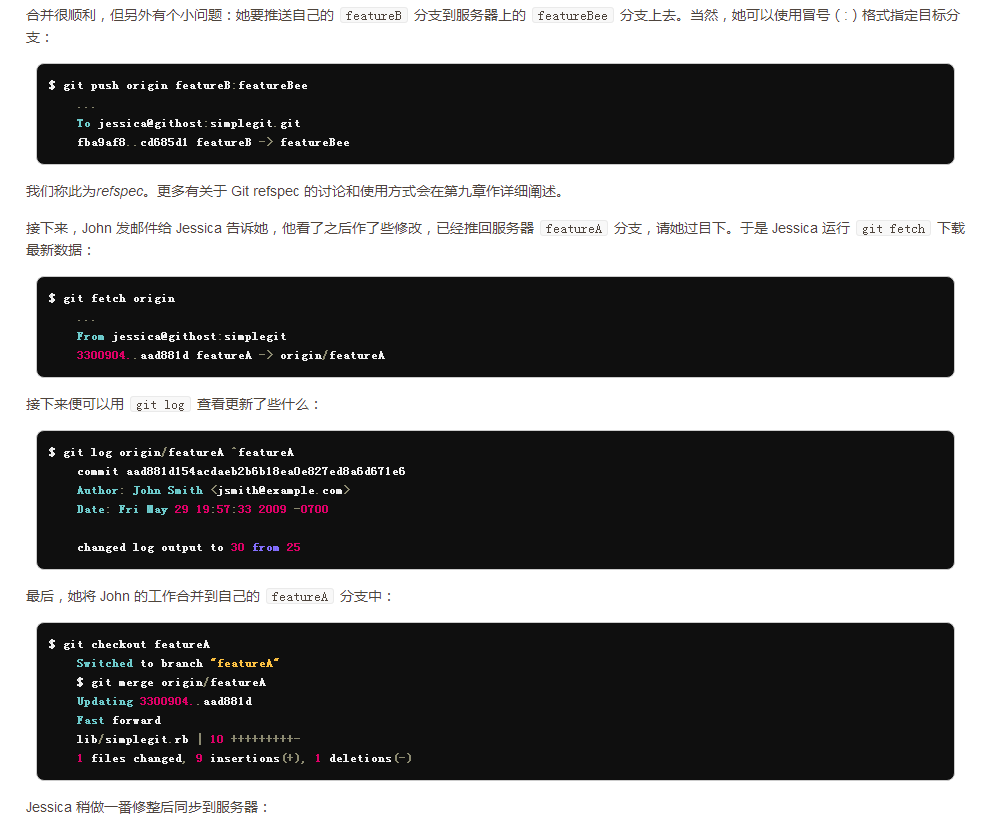 合并很顺利，但另外有个小问题：她要推送自己的 featureB 分支到服务器上的 featureBee 分支上去。当然，她可以使用冒号（:）格式指定目标分
支：
$ git push origin featureB:featureBee
...
To jessica@githost:simplegit.git
fba9af8..cd685d1 featureB -> featureBee
我们称此为refspec。更多有关于 Git refspec 的讨论和使用方式会在第九章作详细阐述。
接下来，John 发邮件给 Jessica 告诉她，他看了之后作了些修改，已经推回服务器 featureA 分支，请她过目下。于是 Jessica 运行 git fetch 下载
最新数据：
$ git fetch origin
...
From jessica@githost:simplegit
3300904..aad881d featureA -> origin/featureA
接下来便可以用 git log 查看更新了些什么：
$ git log origin/featureA ^featureA
commit aad881d154acdaeb2b6b18ea0e827ed8a6d671e6
Author: John Smith <jsmith@example.com>
Date: Fri May 29 19:57:33 2009 -0700
changed log output to 30 from 25
最后，她将 John 的工作合并到自己的 featureA 分支中：
$ git checkout featureA
Switched to branch "featureA"
$ git merge origin/featureA
Updating 3300904..aad881d
Fast forward
lib/simplegit.rb | 10 +++++++++-
1 files changed, 9 insertions(+), 1 deletions(-)
Jessica 稍做一番修整后同步到服务器：